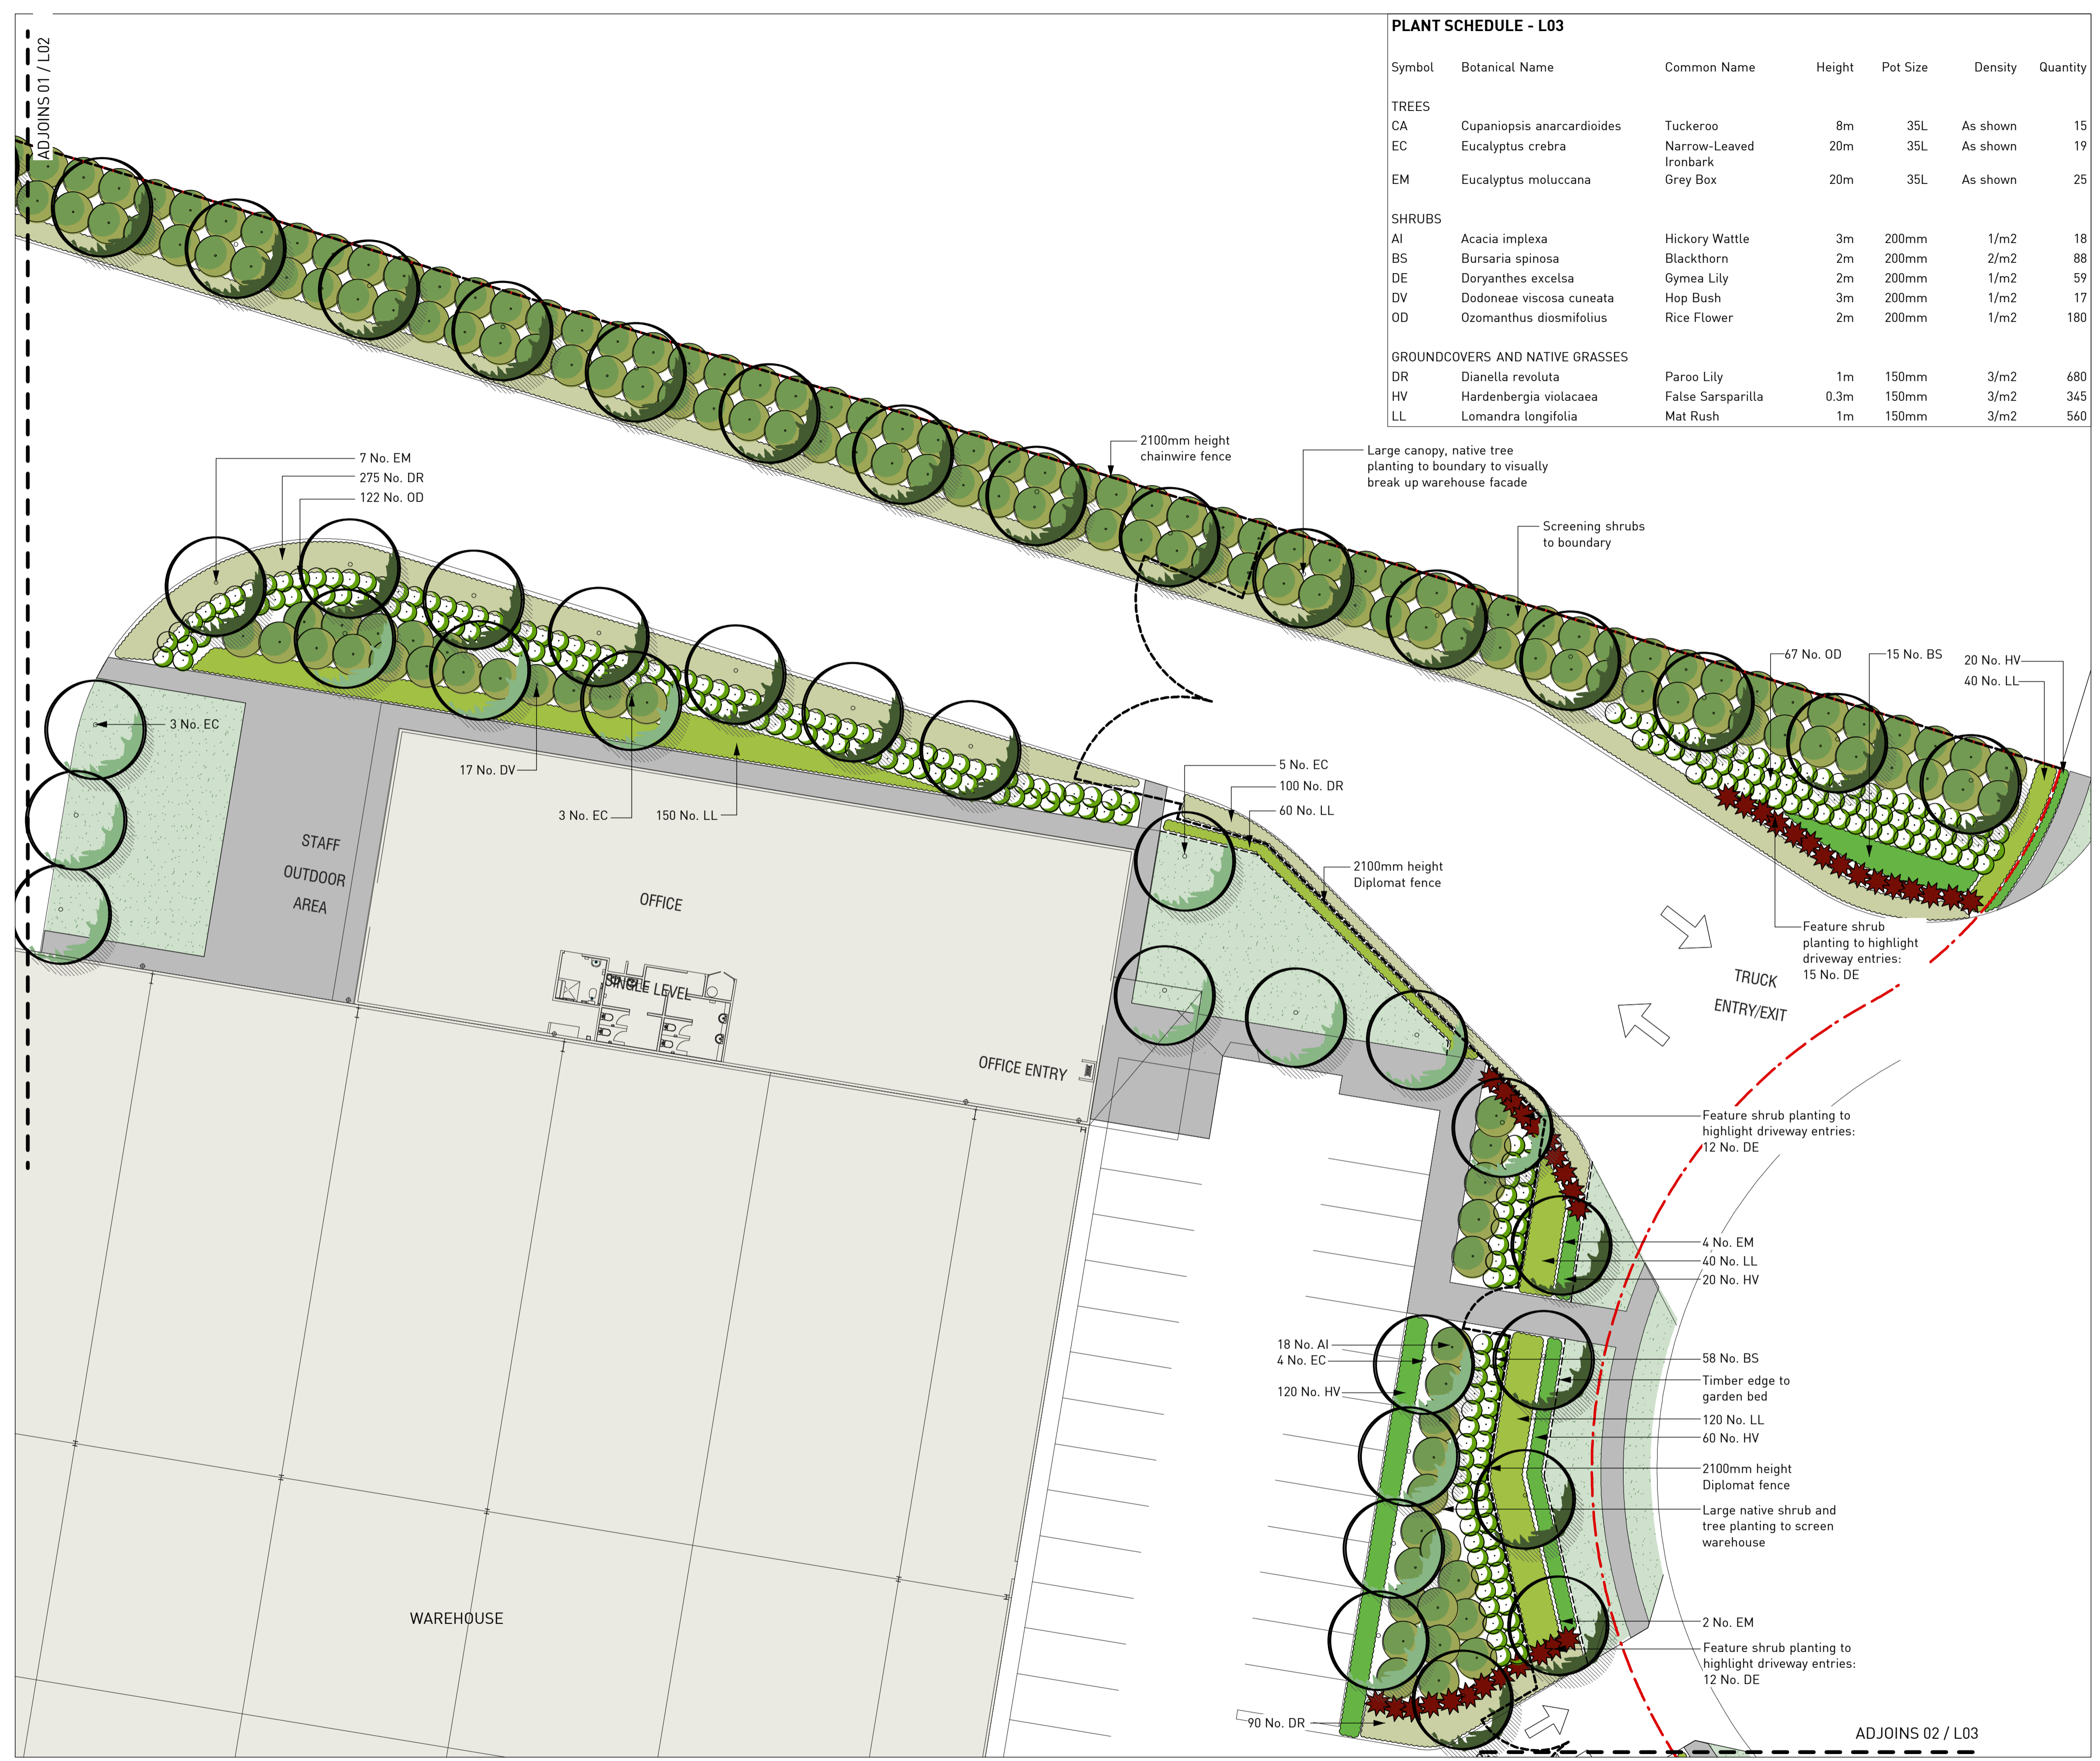 ADJOINS 01 / L02
PLANT SCHEDULE - L03
Symbol Botanical Name Common Name Height Pot Size Density Quantity
TREES
CA Cupaniopsis anarcardioides Tuckeroo 8m 35L As shown 15
EC Eucalyptus crebra Narrow-Leaved Ironbark 20m 35L As shown 19
EM Eucalyptus moluccana Grey Box 20m 35L As shown 25
SHRUBS
AI Acacia implexa Hickory Wattle 3m 200mm 1/m2 18
BS Bursaria spinosa Blackthorn 2m 200mm 2/m2 88
DE Doryanthes excelsa Gymea Lily 2m 200mm 1/m2 59
DV Dodoneae viscosa cuneata Hop Bush 3m 200mm 1/m2 17
OD Ozomanthus diosmifolius Rice Flower 2m 200mm 1/m2 180
GROUNDCOVERS AND NATIVE GRASSES
DR Dianella revoluta Paroo Lily 1m 150mm 3/m2 680
HV Hardenbergia violacaea False Sarsparilla 0.3m 150mm 3/m2 345
LL Lomandra longifolia Mat Rush 1m 150mm 3/m2 560
2100mm height
chainwire fence
Large canopy, native tree
planting to boundary to visually
break up warehouse facade
Screening shrubs
to boundary
7 No. EM
275 No. DR
122 No. OD
67 No. OD
15 No. BS
20 No. HV
40 No. LL
3 No. EC
17 No. DV
3 No. EC
150 No. LL
5 No. EC
100 No. DR
60 No. LL
2100mm height
Diplomat fence
STAFF
OUTDOOR
AREA
OFFICE
SINGLE LEVEL
OFFICE ENTRY
Feature shrub
planting to highlight
driveway entries:
15 No. DE
TRUCK
ENTRY/EXIT
Feature shrub planting to
highlight driveway entries:
12 No. DE
4 No. EM
40 No. LL
20 No. HV
18 No. AI
4 No. EC
120 No. HV
58 No. BS
Timber edge to
garden bed
120 No. LL
60 No. HV
2100mm height
Diplomat fence
Large native shrub and
tree planting to screen
warehouse
2 No. EM
Feature shrub planting to
highlight driveway entries:
12 No. DE
90 No. DR
WAREHOUSE
ADJOINS 02 / L03